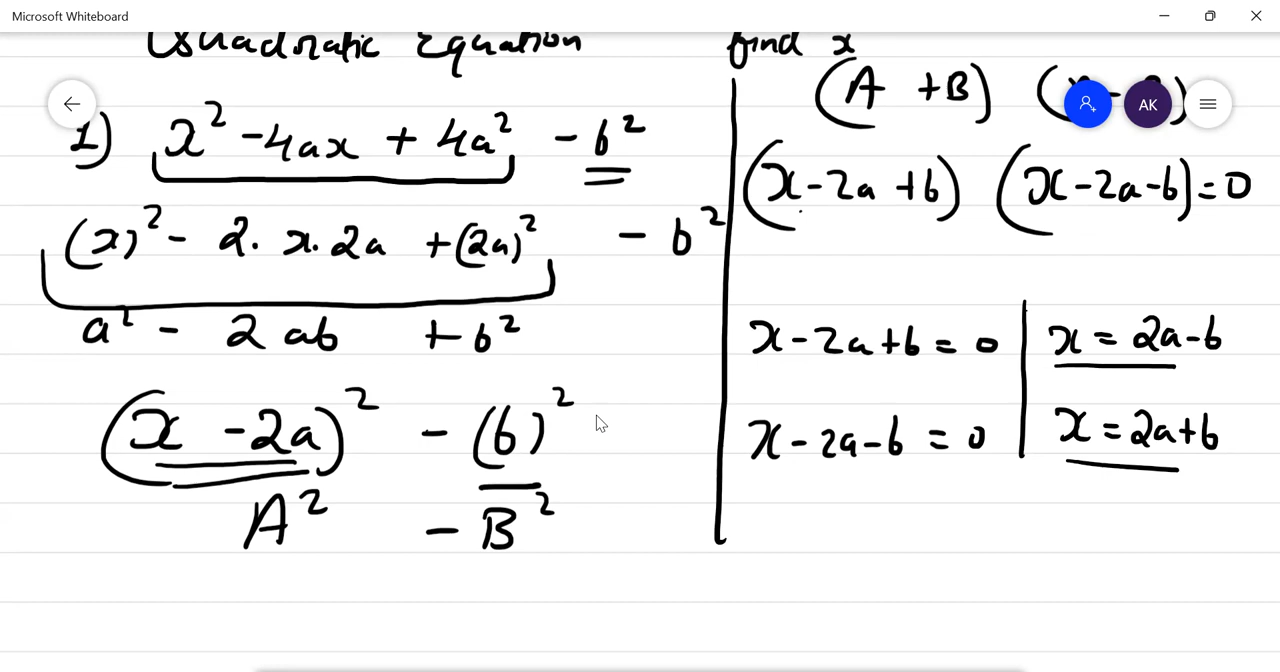 Microsoft Whiteboard
Quadratic Equation
1) x² - 4ax + 4a² - b²
(x)² - 2. x. 2a + (2a)² - b²
a² - 2ab + b²
(x - 2a)² - (b)²
A² - B²
find x
(A + B) (
AK
(x - 2a + b) (x - 2a - b) = 0
x - 2a + b = 0 | x = 2a - b
x - 2a - b = 0 | x = 2a + b